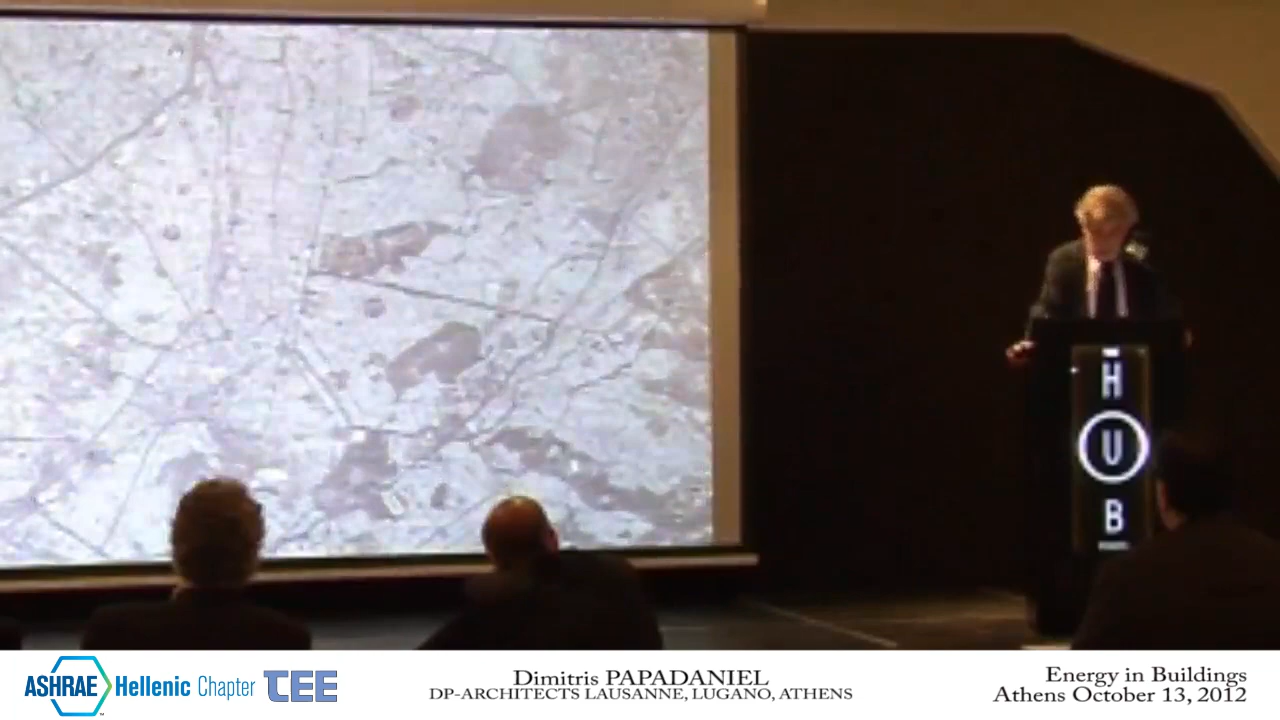 H
U
B
ASHRAE Hellenic Chapter TEE
Dimitris PAPADANIEL
DP-ARCHITECTS LAUSANNE, LUGANO, ATHENS
Energy in Buildings
Athens October 13, 2012